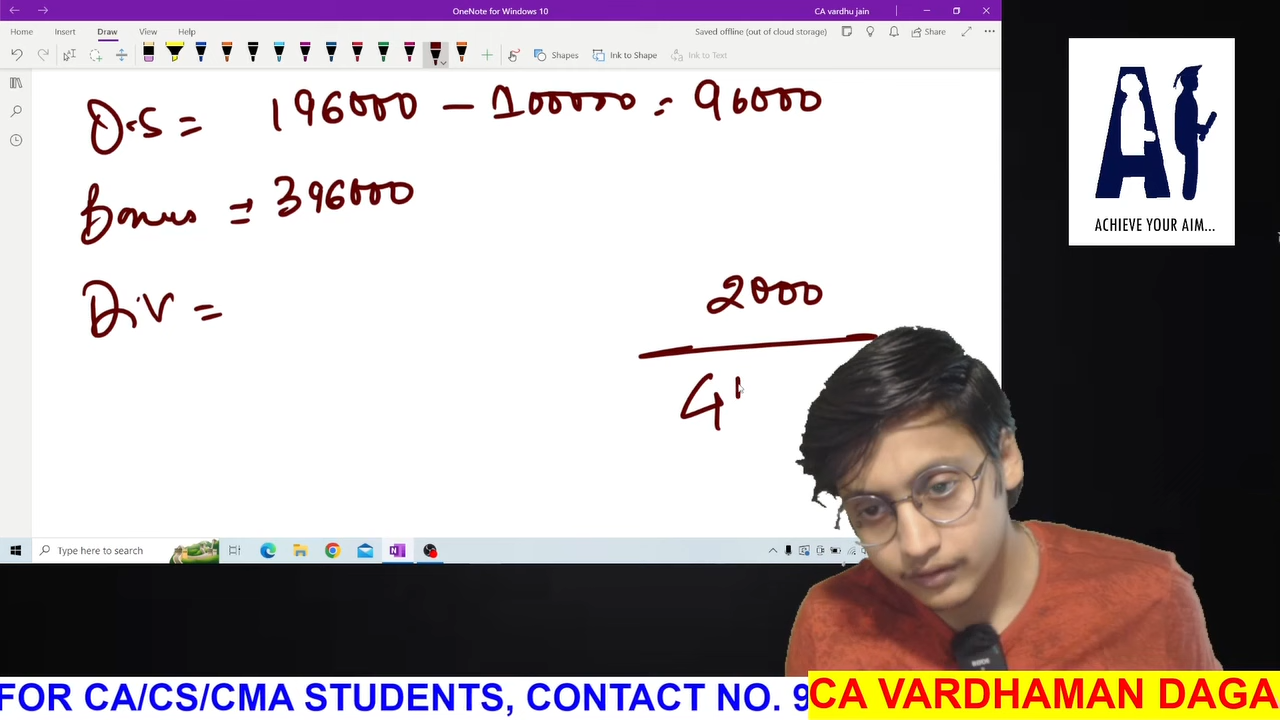 OneNote for Windows 10
CA vardhu jain
Home Insert Draw View Help
Saved offline (out of cloud storage)
Share
Shapes
Ink to Shape
Ink to Text
O.S = 196000 - 100000 = 96000
Bonus = 396000
Div =
2000
4
ACHIEVE YOUR AIM...
Type here to search
FOR CA/CS/CMA STUDENTS, CONTACT NO. 9
CA VARDHAMAN DAGA